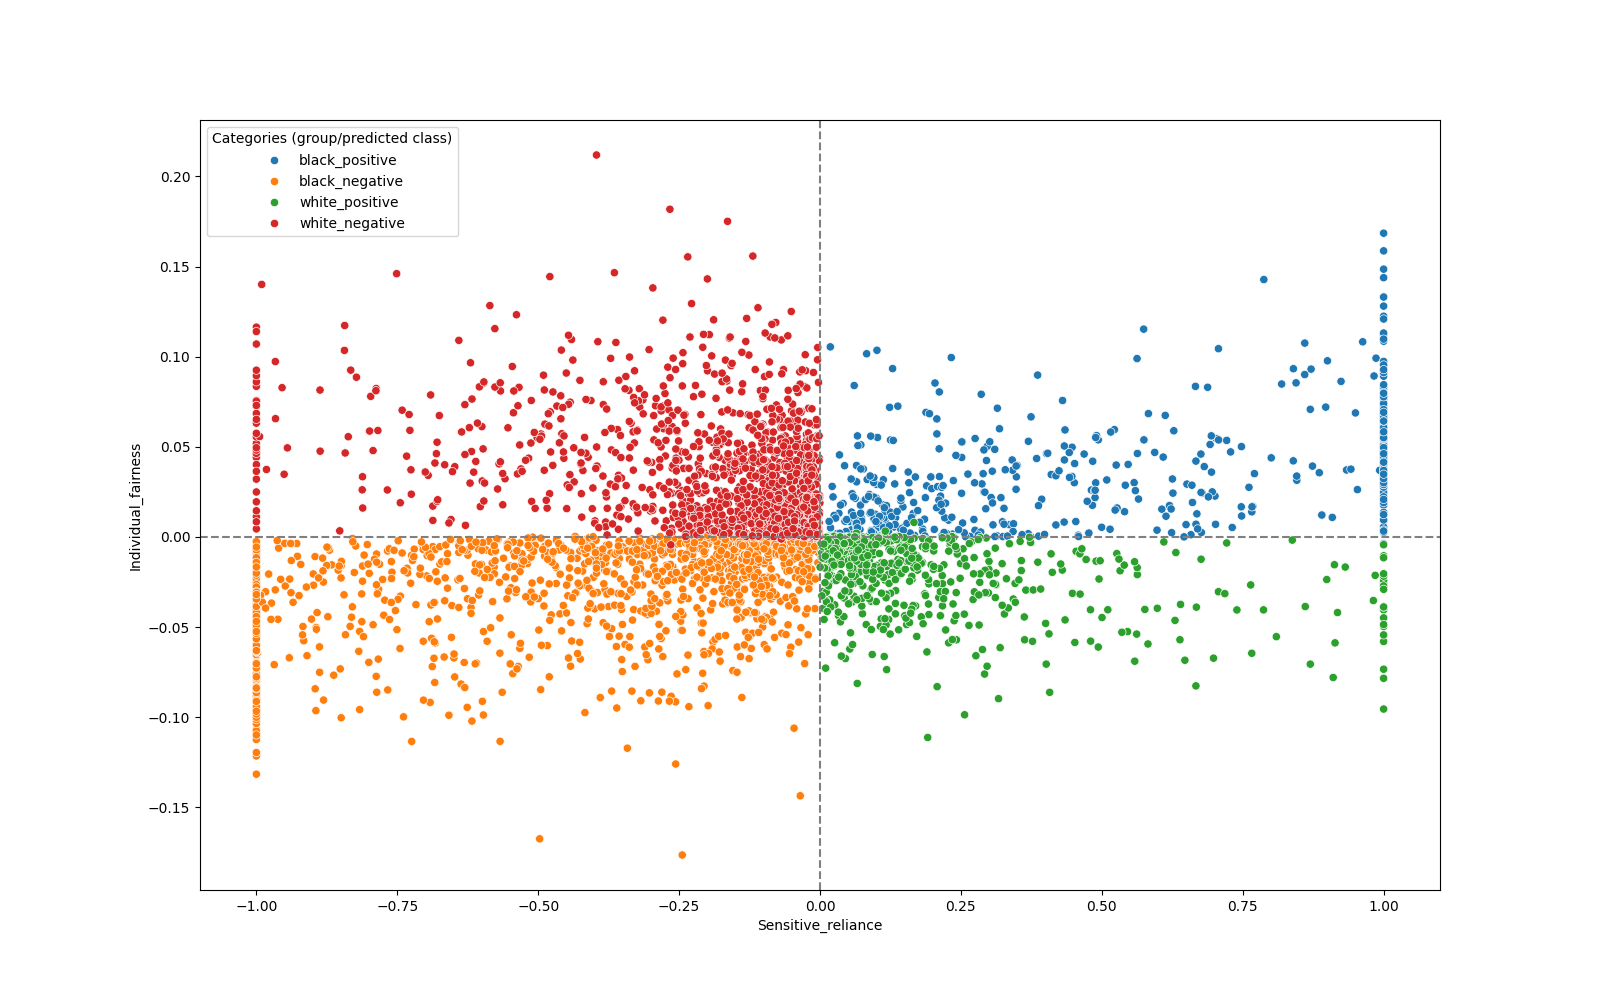 Categories (group/predicted class)
black_positive
black_negative
white_positive
white_negative
0.20
0.15
0.10
0.05
0.00
−0.05
−0.10
−0.15
Individual_fairness
−1.00
−0.75
−0.50
−0.25
0.00
0.25
0.50
0.75
1.00
Sensitive_reliance